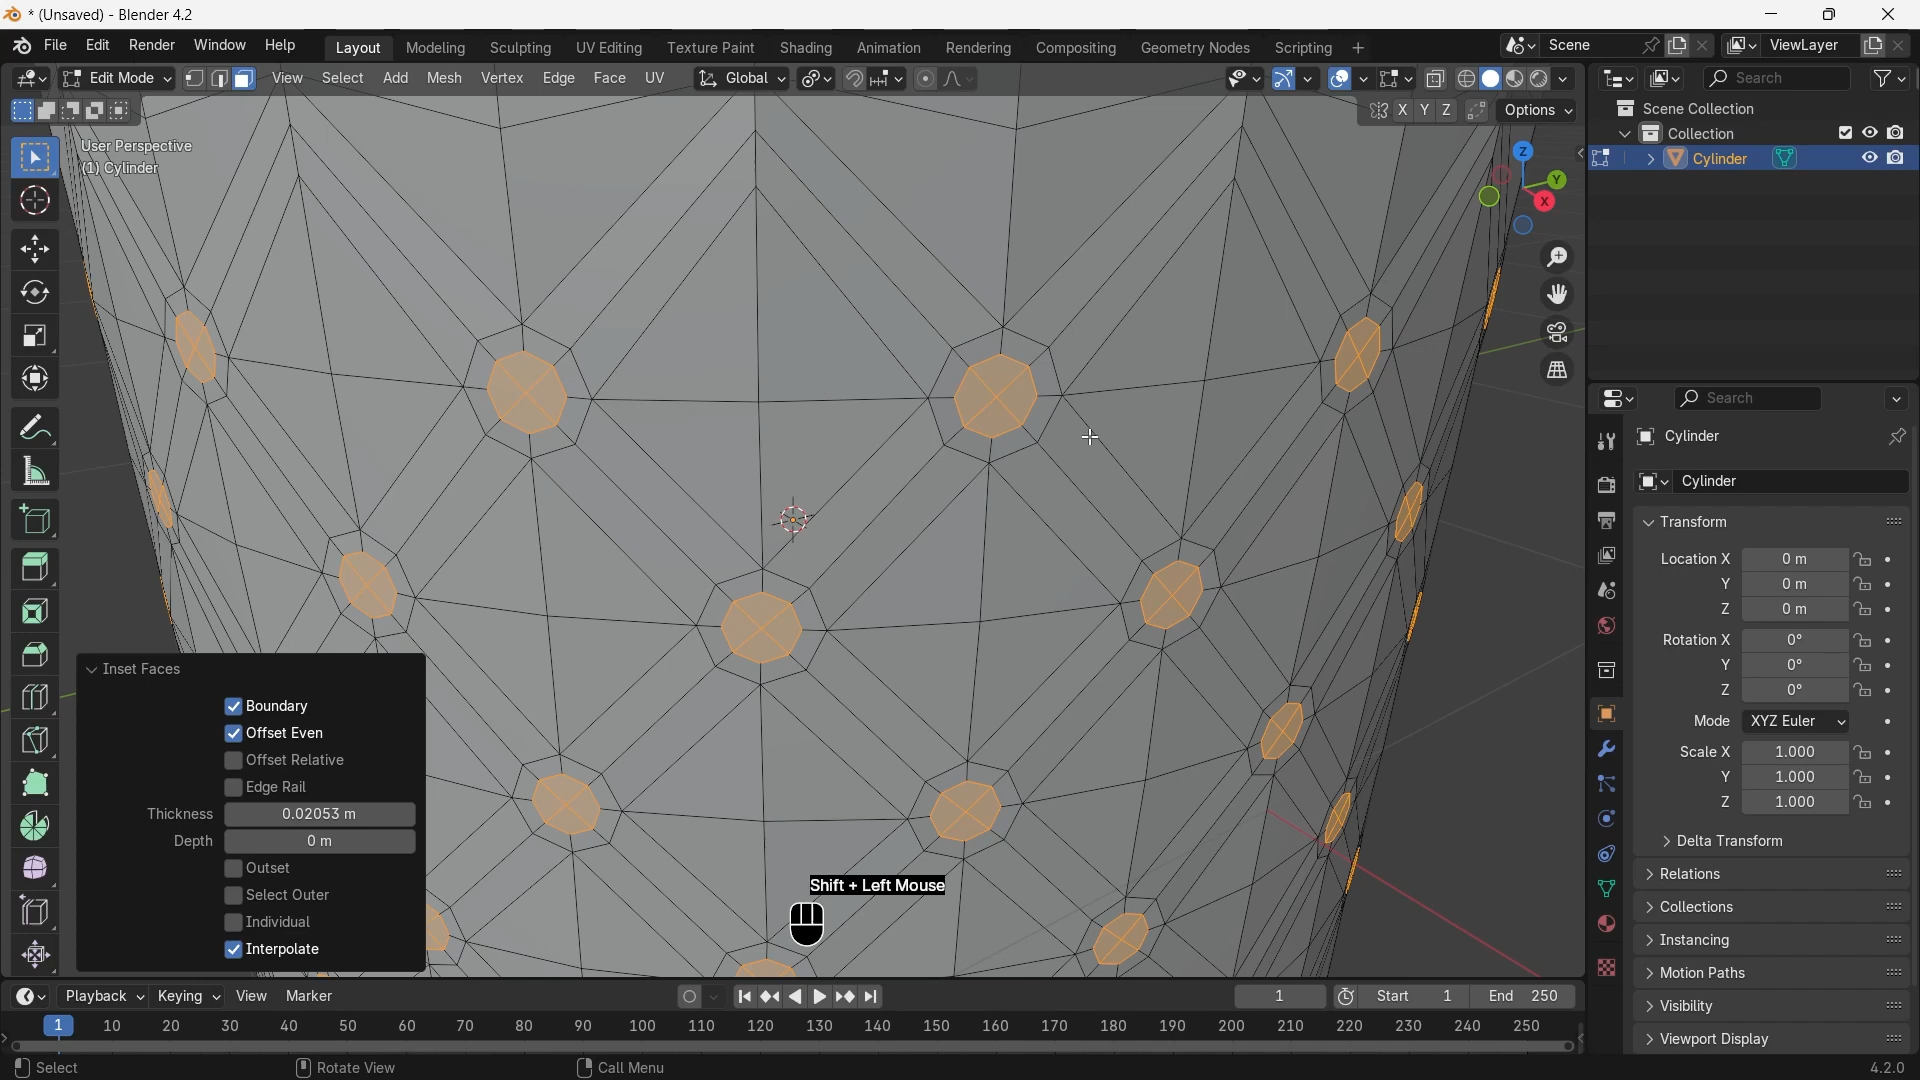 * (Unsaved) - Blender 4.2
File Edit Render Window Help Layout Modeling Sculpting UV Editing Texture Paint Shading Animation Rendering Compositing Geometry Nodes Scripting + Scene ViewLayer
Edit Mode View Select Add Mesh Vertex Edge Face UV Global Search
X Y Z Options
Scene Collection
Collection
Cylinder
User Perspective
(1) Cylinder
Z
Y
X
Search
Cylinder
Cylinder
Transform
Location X 0 m
Y 0 m
Z 0 m
Rotation X 0°
Y 0°
Z 0°
Mode XYZ Euler
Scale X 1.000
Y 1.000
Z 1.000
Delta Transform
Relations
Collections
Instancing
Motion Paths
Visibility
Viewport Display
Inset Faces
Boundary
Offset Even
Offset Relative
Edge Rail
Thickness 0.02053 m
Depth 0 m
Outset
Select Outer
Individual
Interpolate
Shift + Left Mouse
Playback Keying View Marker 1 Start 1 End 250
1 10 20 30 40 50 60 70 80 90 100 110 120 130 140 150 160 170 180 190 200 210 220 230 240 250
Select Rotate View Call Menu 4.2.0